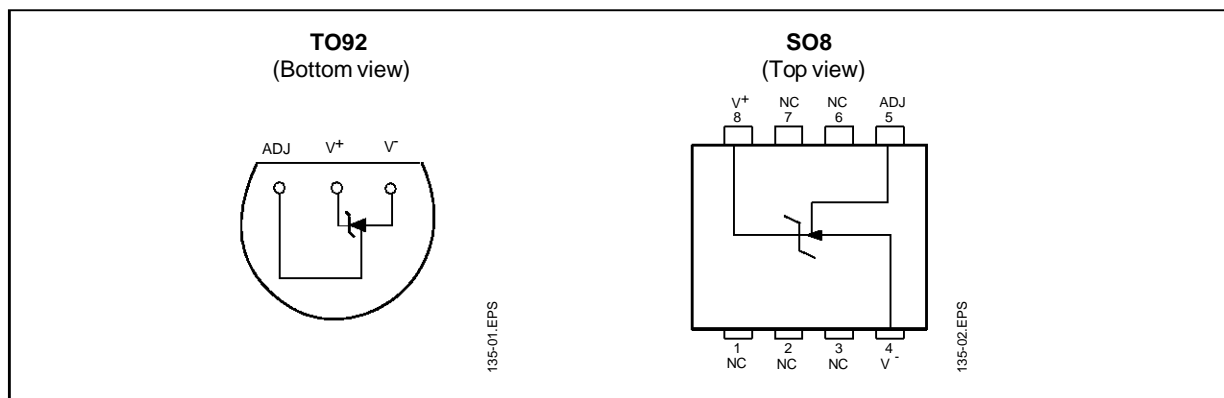 TO92
(Bottom view)
ADJ V+ V-
135-01.EPS
SO8
(Top view)
V+ NC NC ADJ
8 7 6 5
1 2 3 4
NC NC NC V -
135-02.EPS